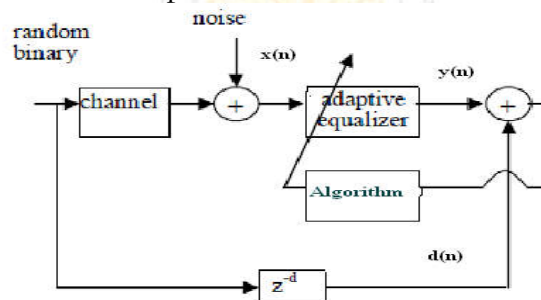 noise
random
binary
x(n)
y(n)
channel
+
adaptive
equalizer
+
Algorithm
d(n)
z-d